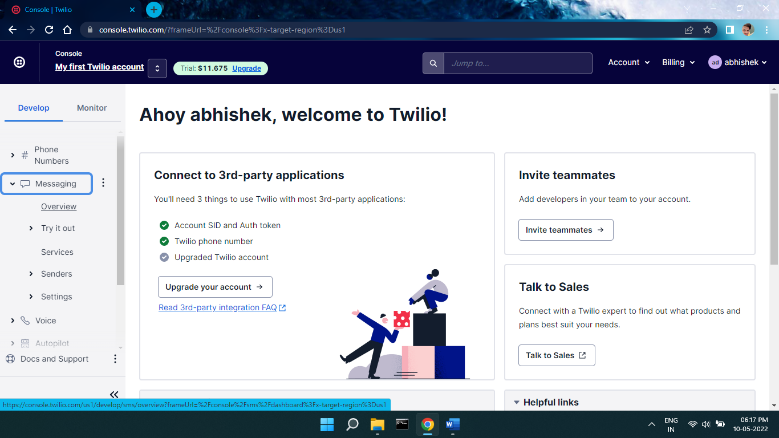 Console | Twilio
console.twilio.com/?frameUrl=%2Fconsole%3Fx-target-region%3Dus1
Console
My first Twilio account
Trial: $11.675 Upgrade
Jump to...
Account
Billing
ad
abhishek
Develop
Monitor
Phone
Numbers
Messaging
Overview
Try it out
Services
Senders
Settings
Voice
Autopilot
Docs and Support
Ahoy abhishek, welcome to Twilio!
Connect to 3rd-party applications
You'll need 3 things to use Twilio with most 3rd-party applications:
Account SID and Auth token
Twilio phone number
Upgraded Twilio account
Upgrade your account
Read 3rd-party integration FAQ
Invite teammates
Add developers in your team to your account.
Invite teammates
Talk to Sales
Connect with a Twilio expert to find out what products and
plans best suit your needs.
Talk to Sales
Helpful links
https://console.twilio.com/us1/develop/sms/overview?frameUrl=%2Fconsole%2Fsms%2Fdashboard%3Fx-target-region%3Dus1
ENG
IN
06:17 PM
10-05-2022